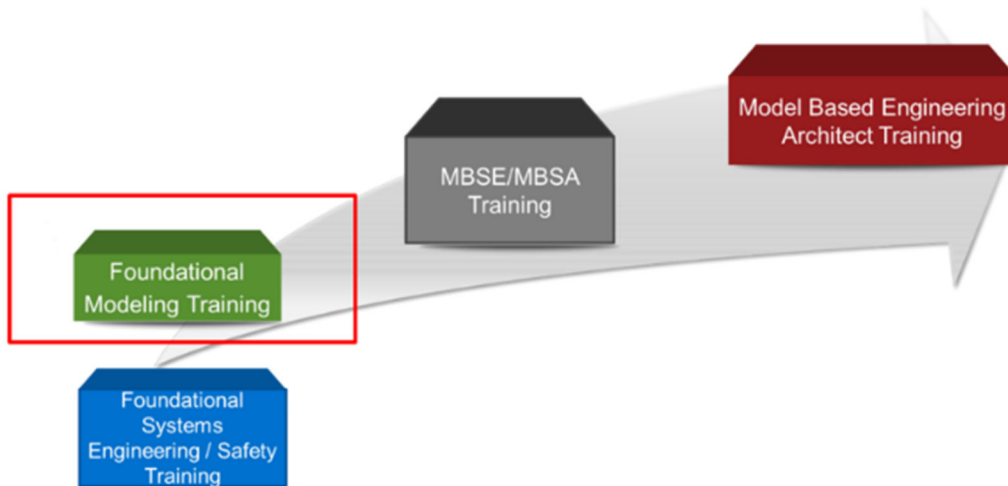 Model Based Engineering
Architect Training
MBSE/MBSA
Training
Foundational
Modeling Training
Foundational
Systems
Engineering / Safety
Training